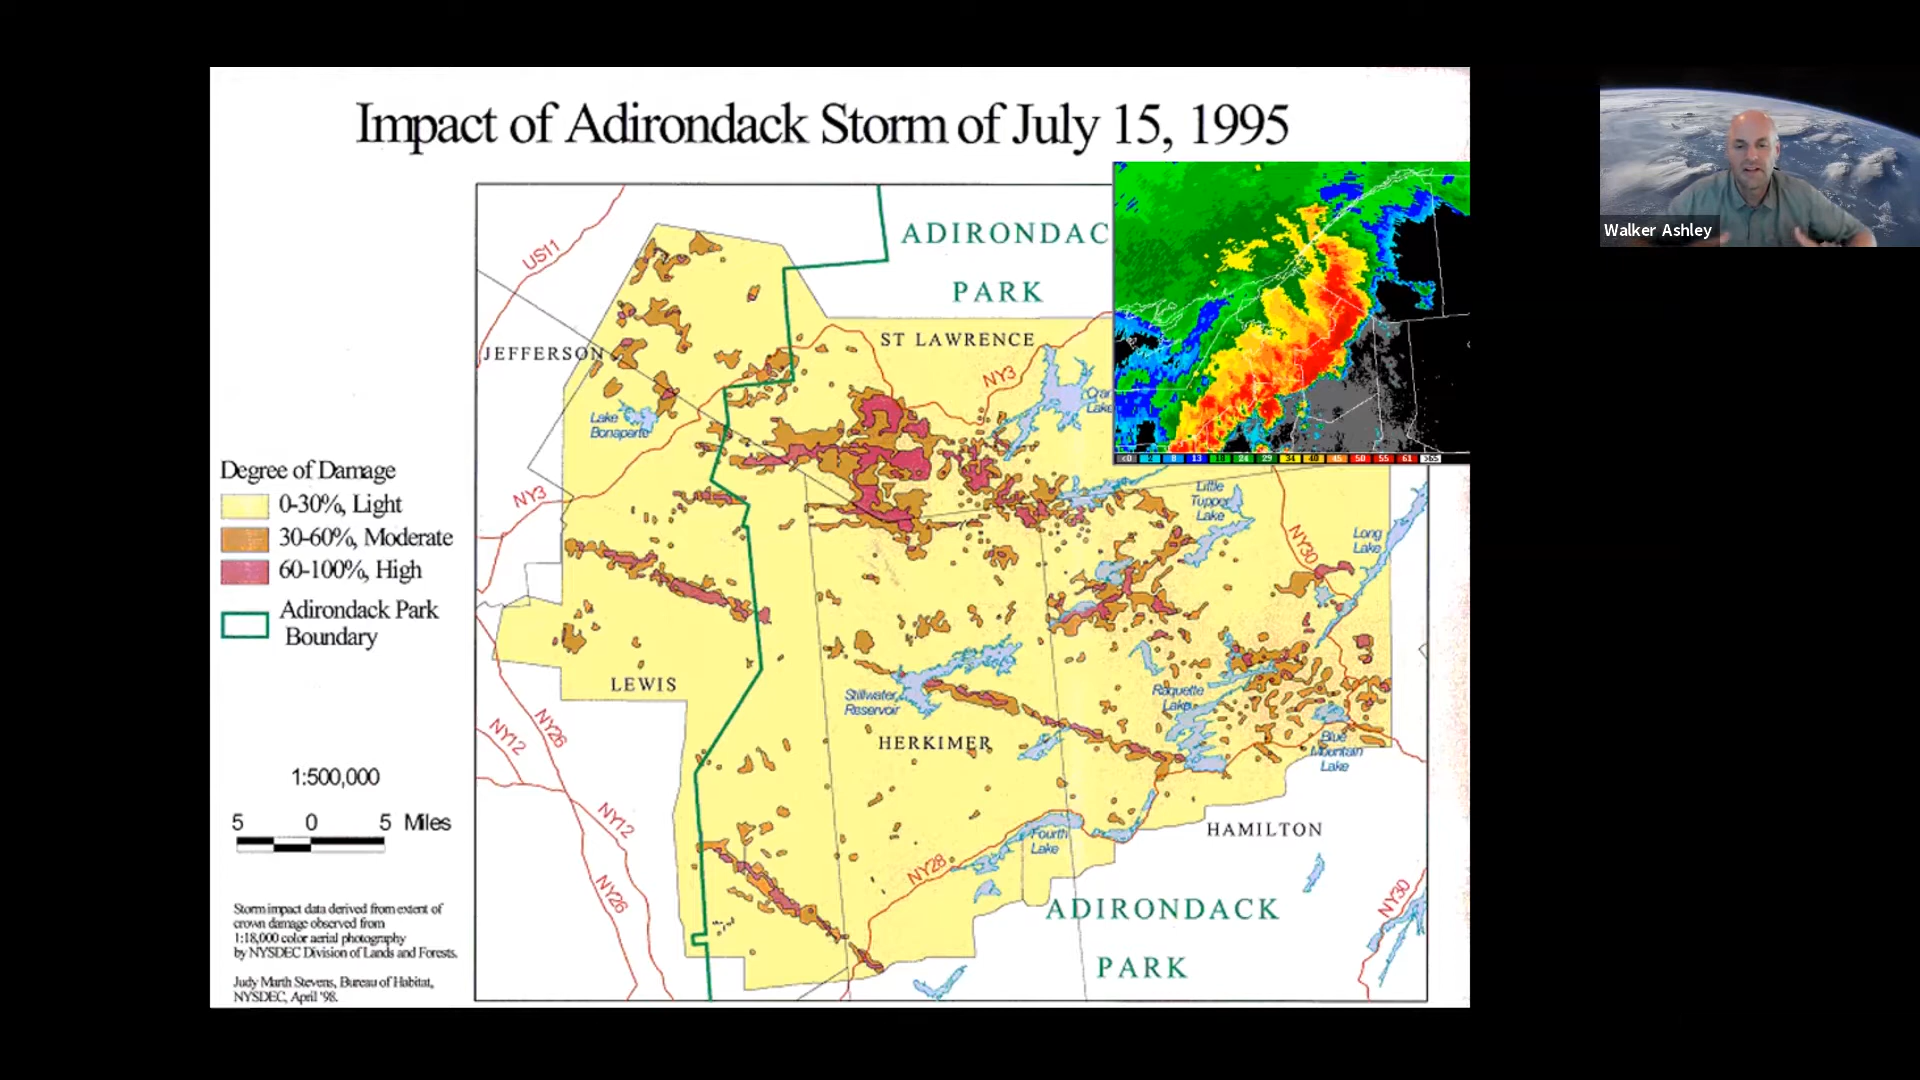 Impact of Adirondack Storm of July 15, 1995
Walker Ashley
ADIRONDAC
PARK
US11
ST LAWRENCE
JEFFERSON
NY3
Lake
Bonaparte
Degree of Damage
0-30%, Light
30-60%, Moderate
60-100%, High
Adirondack Park
Boundary
NY3
Little
Tupper
Lake
Long
Lake
NY30
LEWIS
Stillwater
Reservoir
Raquette
Lake
HERKIMER
Blue
Mountain
Lake
NY12
NY26
1:500,000
5 0 5 Miles
NY12
HAMILTON
Fourth
Lake
NY28
NY26
NY30
ADIRONDACK
PARK
Storm impact data derived from extent of
crown damage observed from
1:18,000 color aerial photography
by NYSDEC Division of Lands and Forests.
Judy Marth Stevens, Bureau of Habitat,
NYSDEC, April '98.